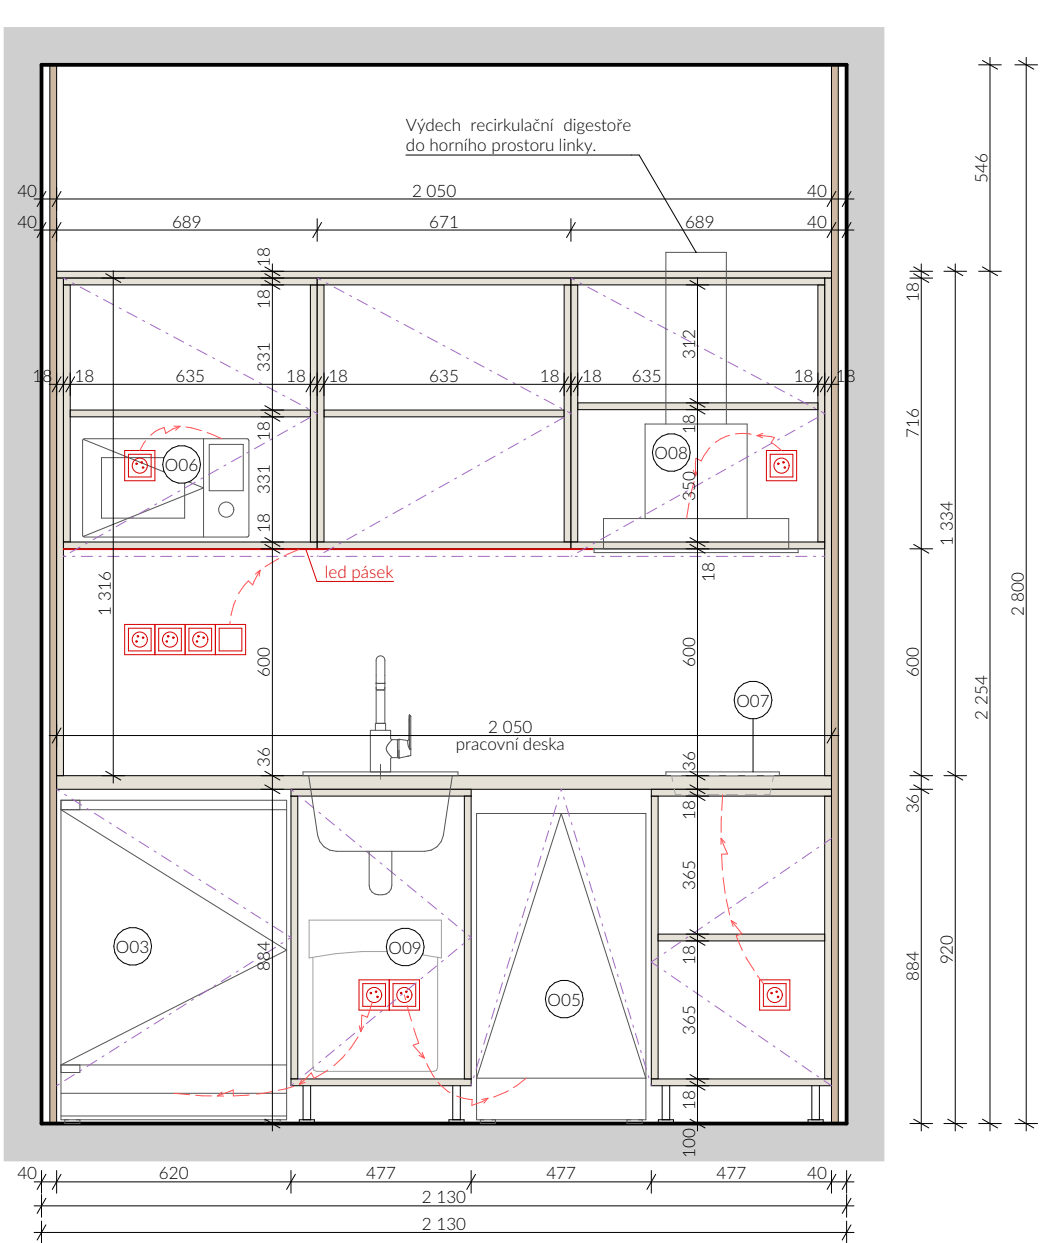 Výdech recirkulační digestoře
do horního prostoru linky.
546
40 2 050 40
40 689 671 689 40
18
18 18
312
331
18 18 635 18 18 635 18 18 635 18 18
18 18 716
O06 O08
331 350
18 1 334
led pásek 18
1 316 2 800
600 600 600
2 254
O07
2 050
pracovní deska
36 36
18 36
365
O03 884 O09 18 884 920
O05
365
18
100
40 620 477 477 477 40
2 130
2 130